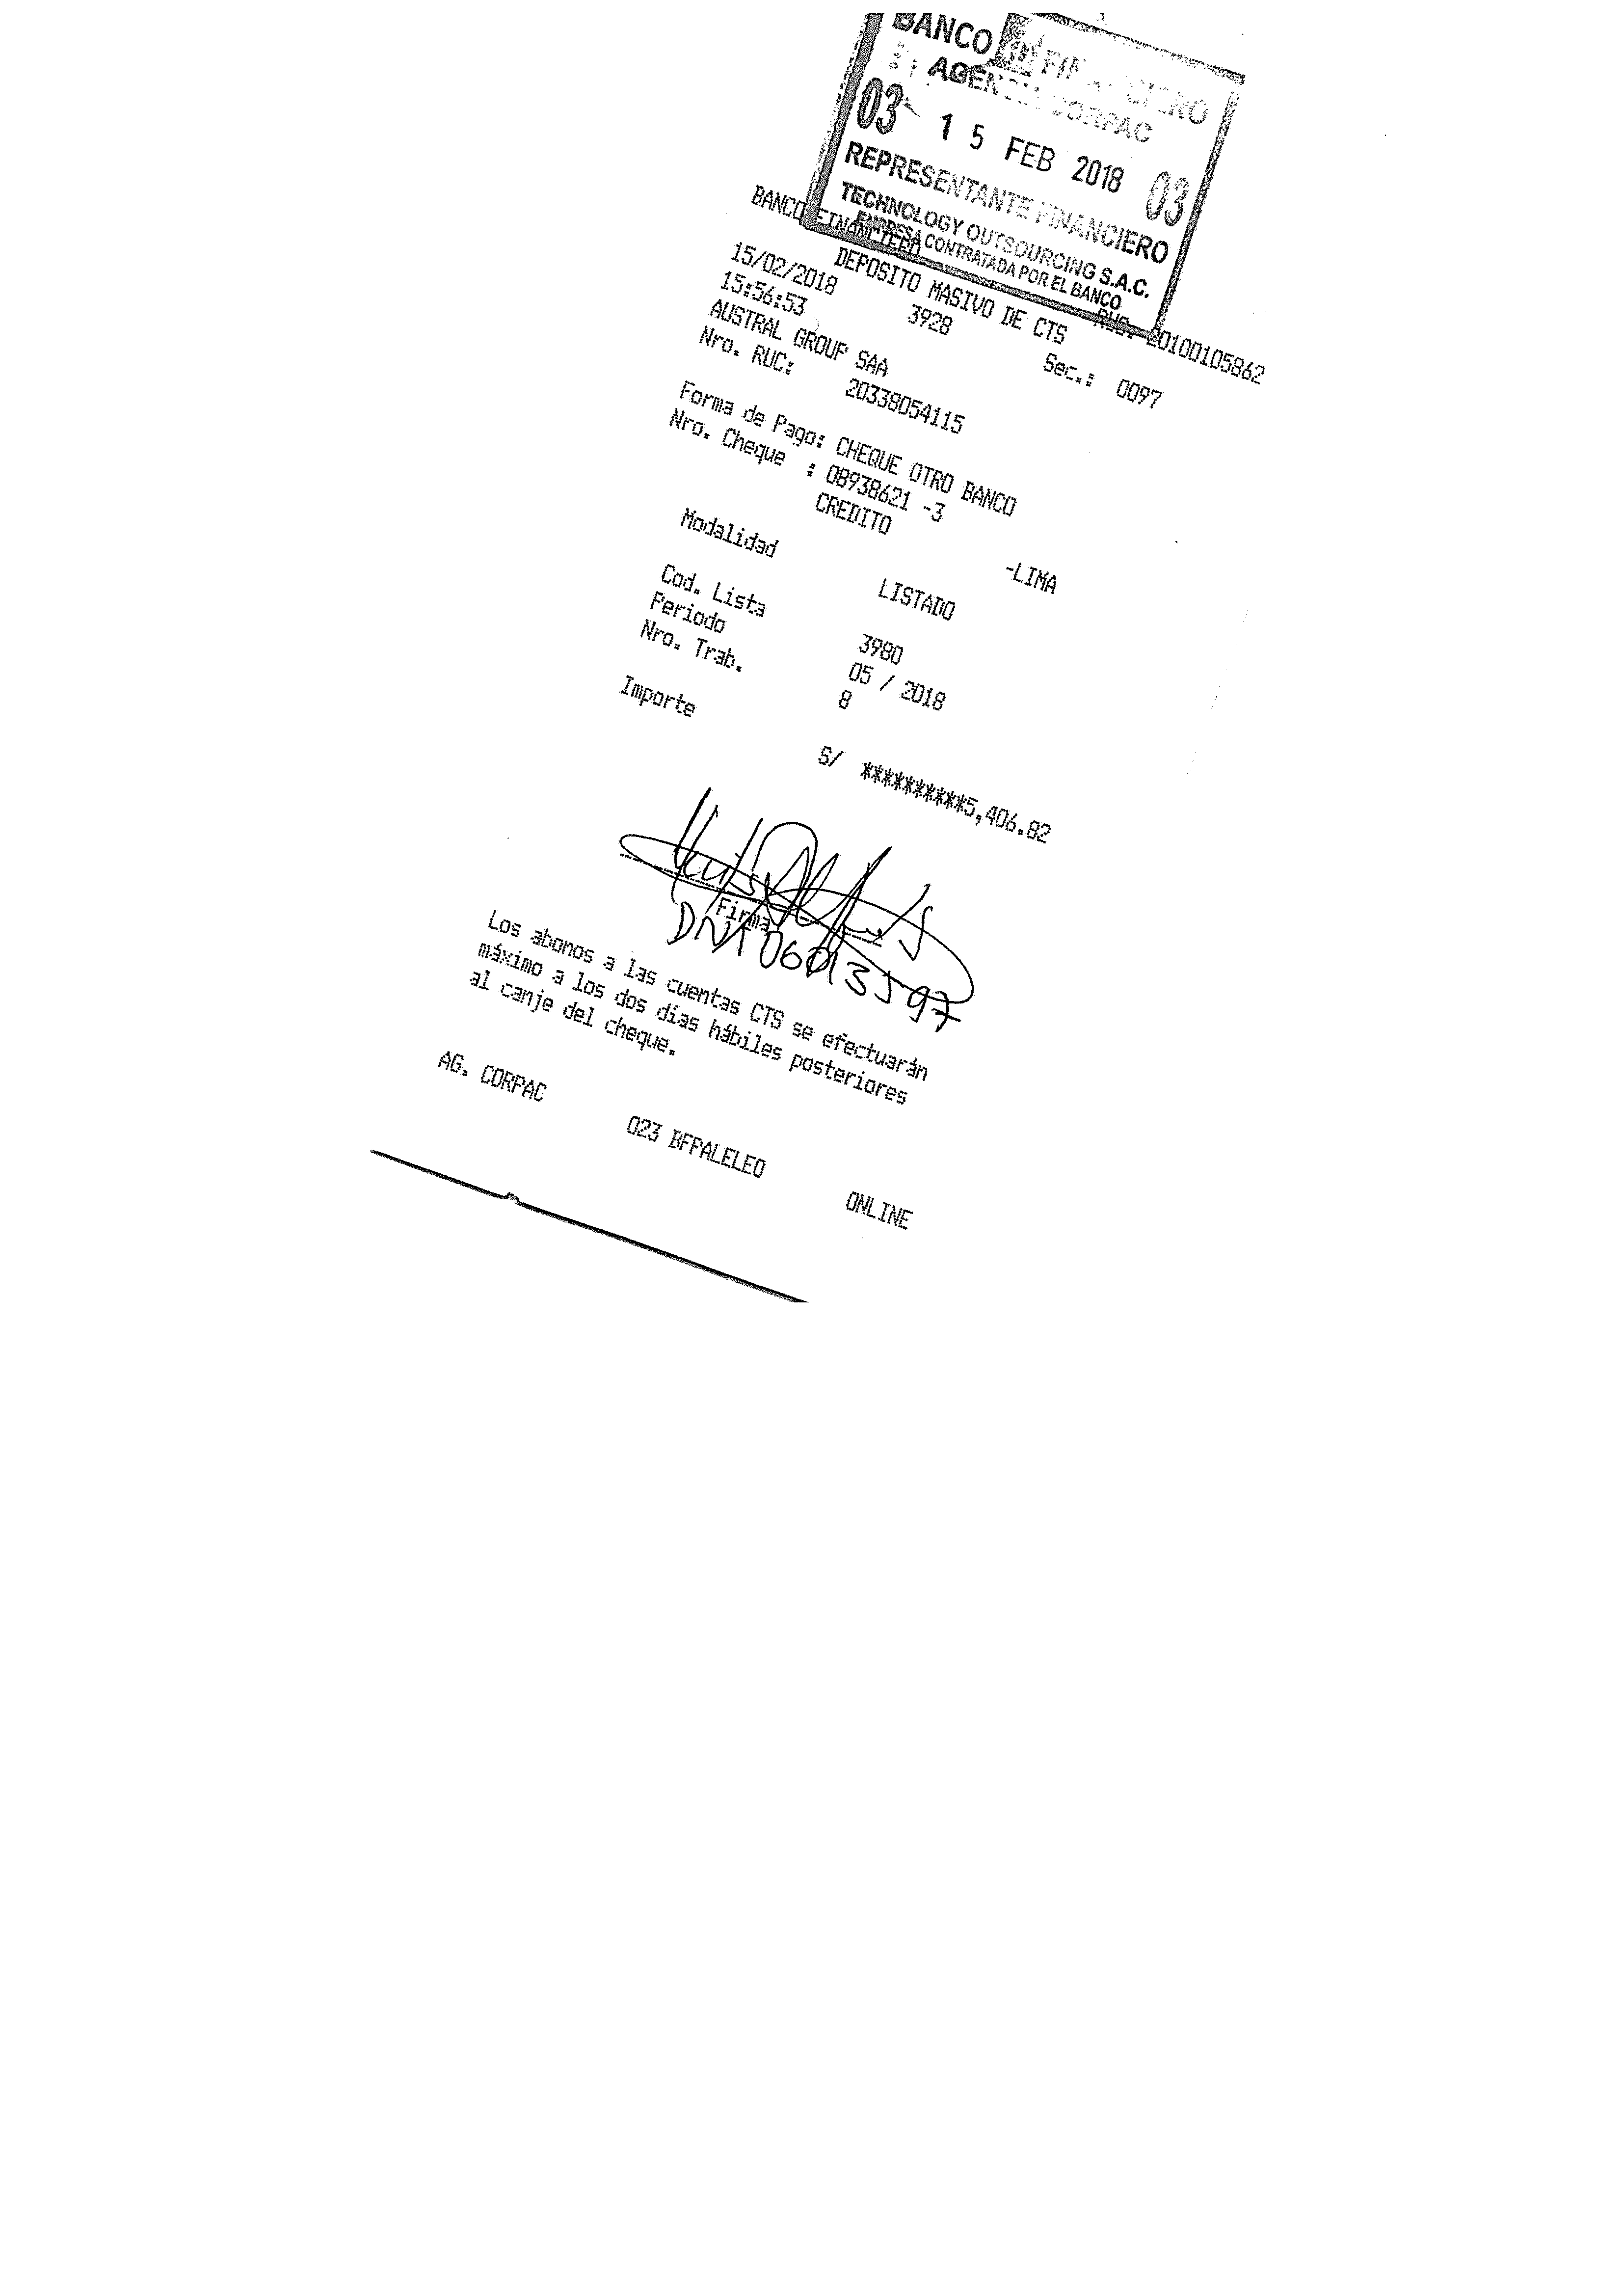 BANCO FINANCIERO
AGENCIA CORPAC
03 15 FEB 2018 03
REPRESENTANTE FINANCIERO
TECHNOLOGY OUTSOURCING S.A.C.
EMPRESA CONTRATADA POR EL BANCO
BANCO FINANCIERO RUC: 20100105862
DEPOSITO MASIVO DE CTS
15/02/2018 3928 Sec.: 0097
15:56:53
AUSTRAL GROUP SAA
Nro. RUC: 20338054115
Forma de Pago: CHEQUE OTRO BANCO
Nro. Cheque : 08938621 -3
CREDITO -LIMA
Modalidad LISTADO
Cod. Lista 3980
Periodo 05 / 2018
Nro. Trab. 8
Importe S/ **********5,406.82
Firma
DNI
Los abonos a las cuentas CTS se efectuarán
máximo a los dos días hábiles posteriores
al canje del cheque.
AG. CORPAC 023 BFPALELEO ONLINE